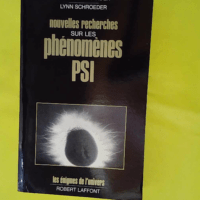 LYNN SCHROEDER
nouvelles recherches
SUR LES
phénomènes
PSI
les énigmes de l'univers
ROBERT LAFFONT